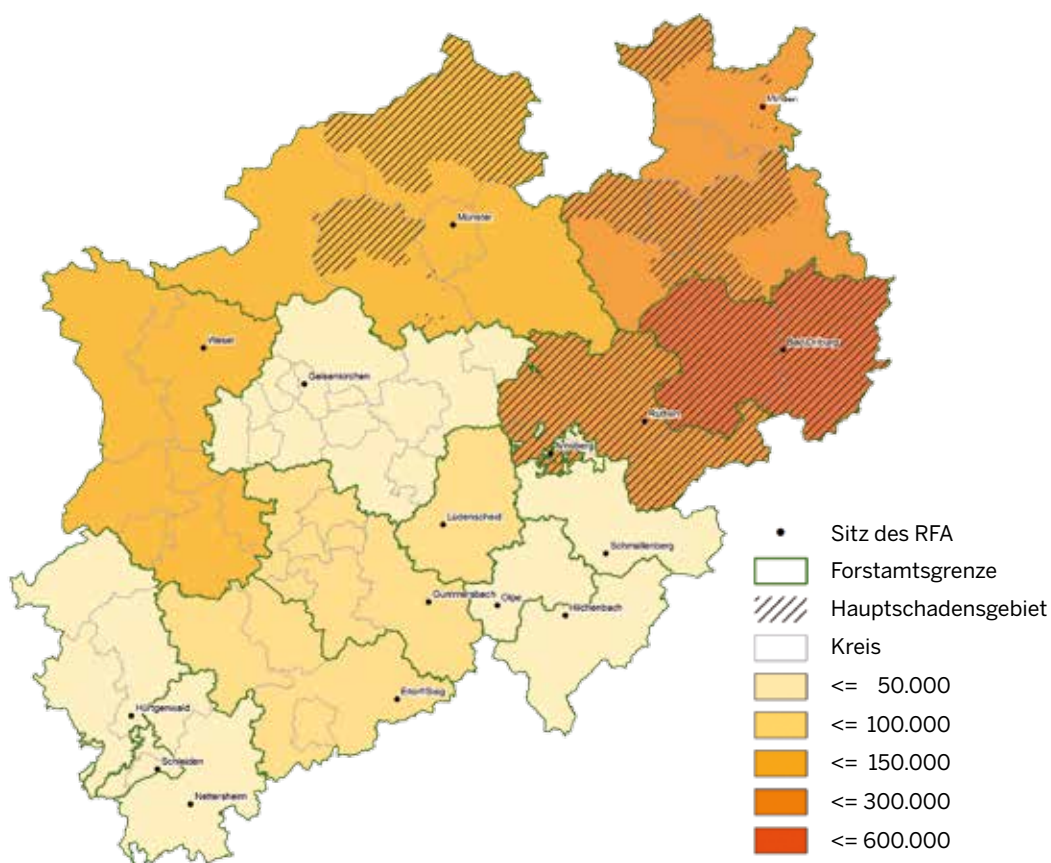 Minden
Münster
Wesel
Bad Driburg
Gelsenkirchen
Rüthen
Arnsberg
Lüdenscheid
Schmallenberg
Gummersbach
Olpe
Hilchenbach
Eitorf/Sieg
Hürtgenwald
Schleiden
Nettersheim
Sitz des RFA
Forstamtsgrenze
Hauptschadensgebiet
Kreis
<= 50.000
<= 100.000
<= 150.000
<= 300.000
<= 600.000